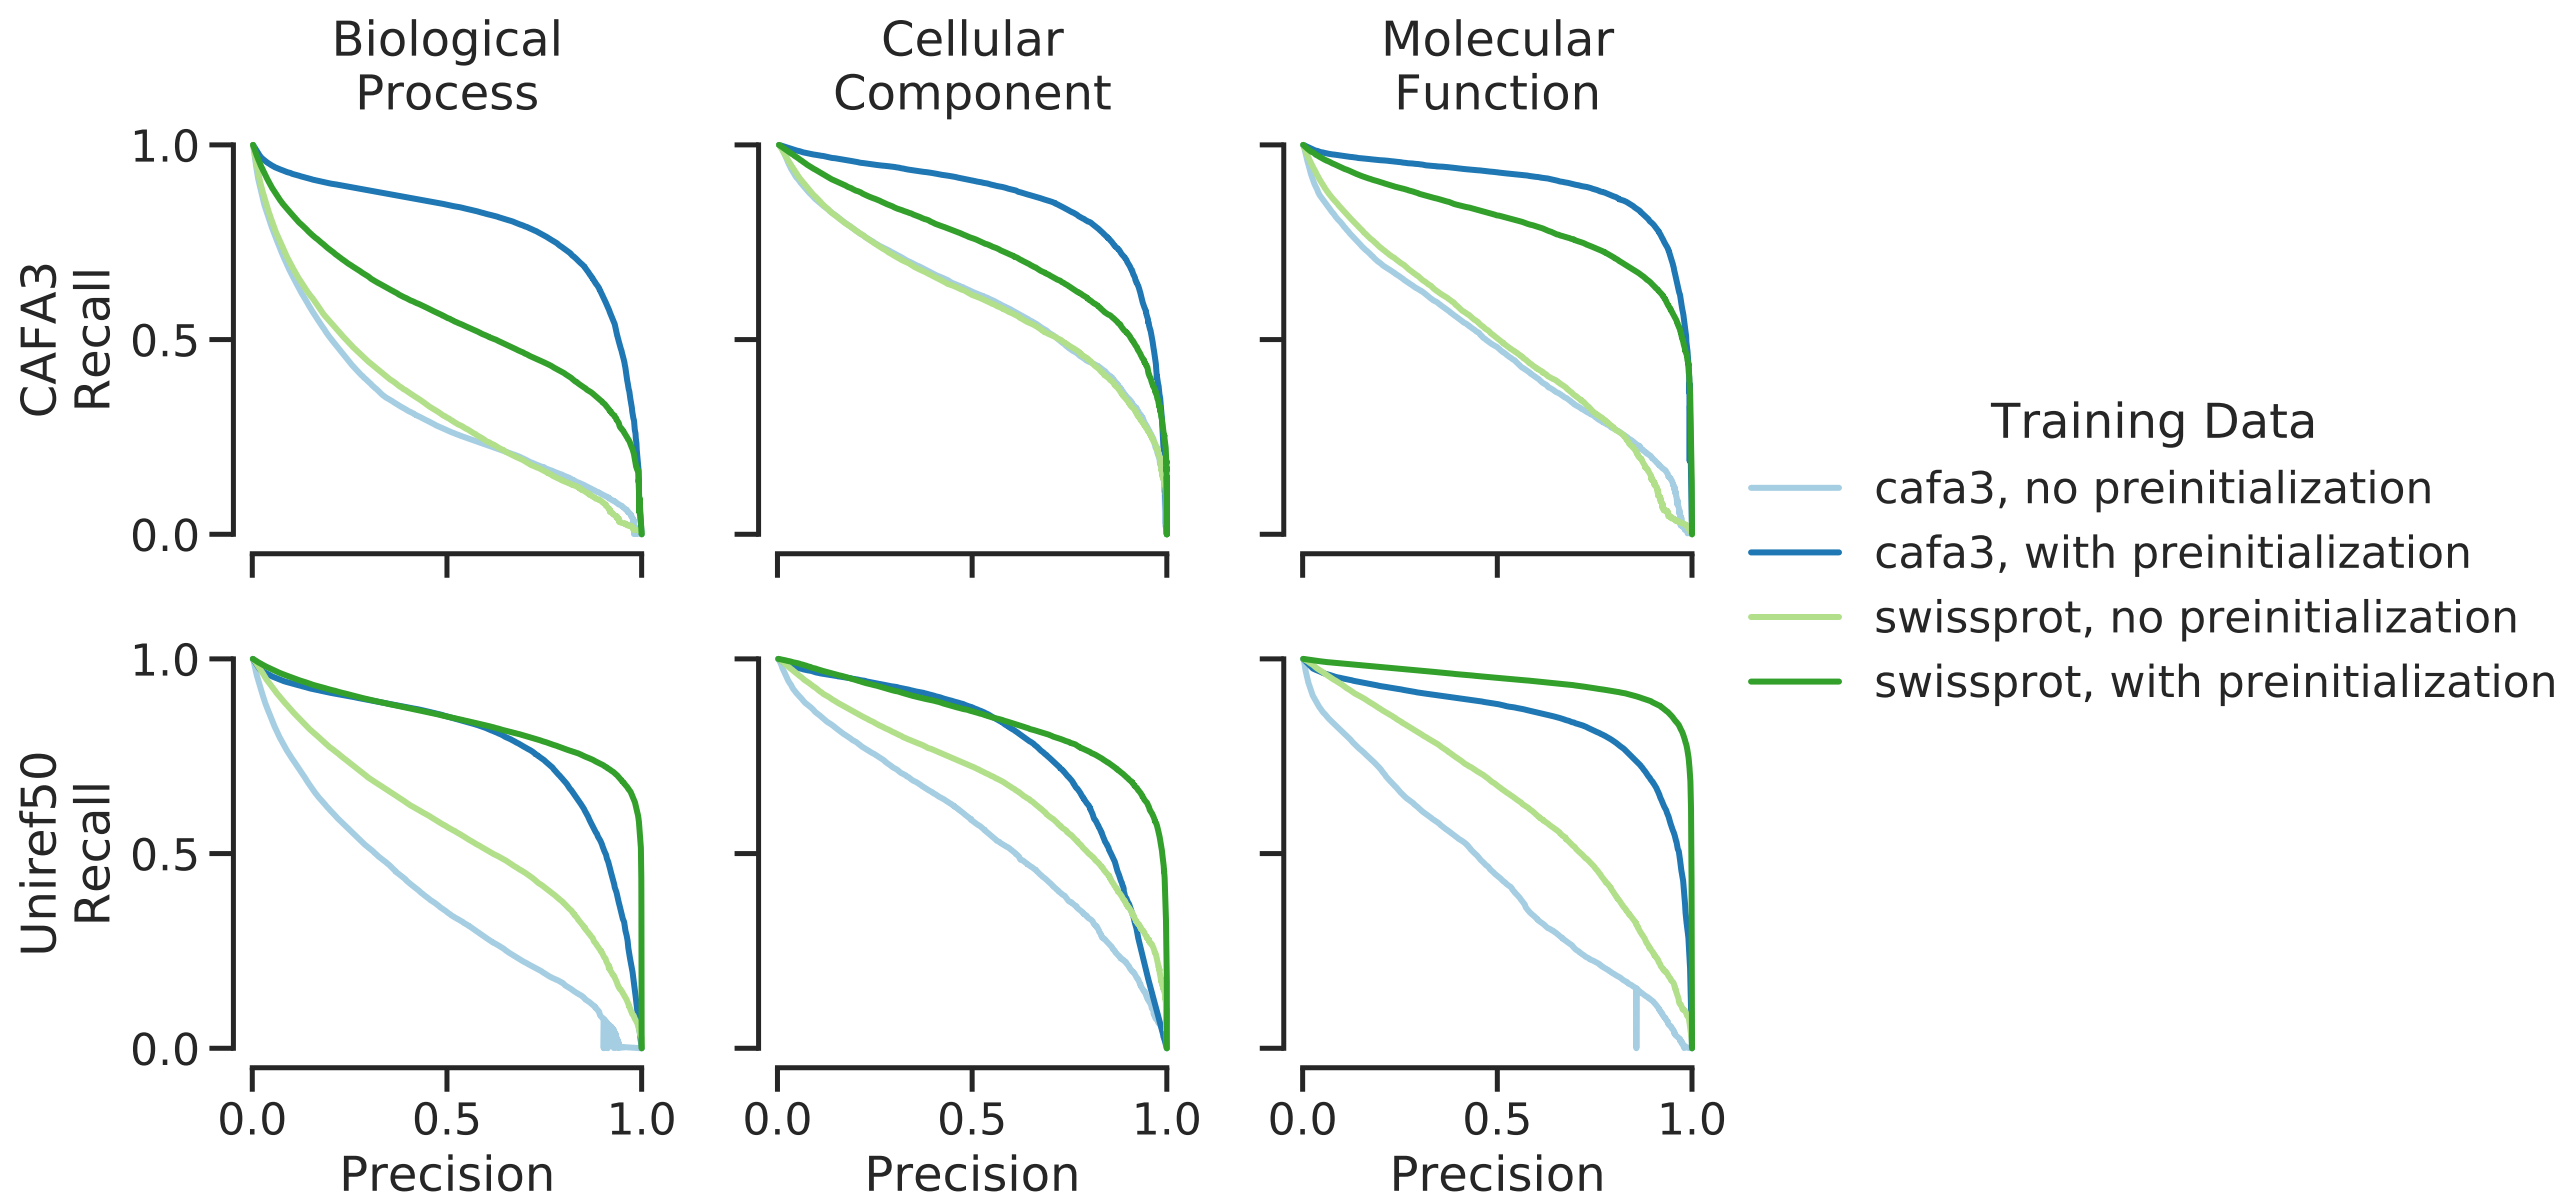 Biological
Process
Cellular
Component
Molecular
Function
CAFA3
Recall
1.0
0.5
0.0
Training Data
cafa3, no preinitialization
cafa3, with preinitialization
swissprot, no preinitialization
swissprot, with preinitialization
Uniref50
Recall
1.0
0.5
0.0
0.0 0.5 1.0
0.0 0.5 1.0
0.0 0.5 1.0
Precision
Precision
Precision